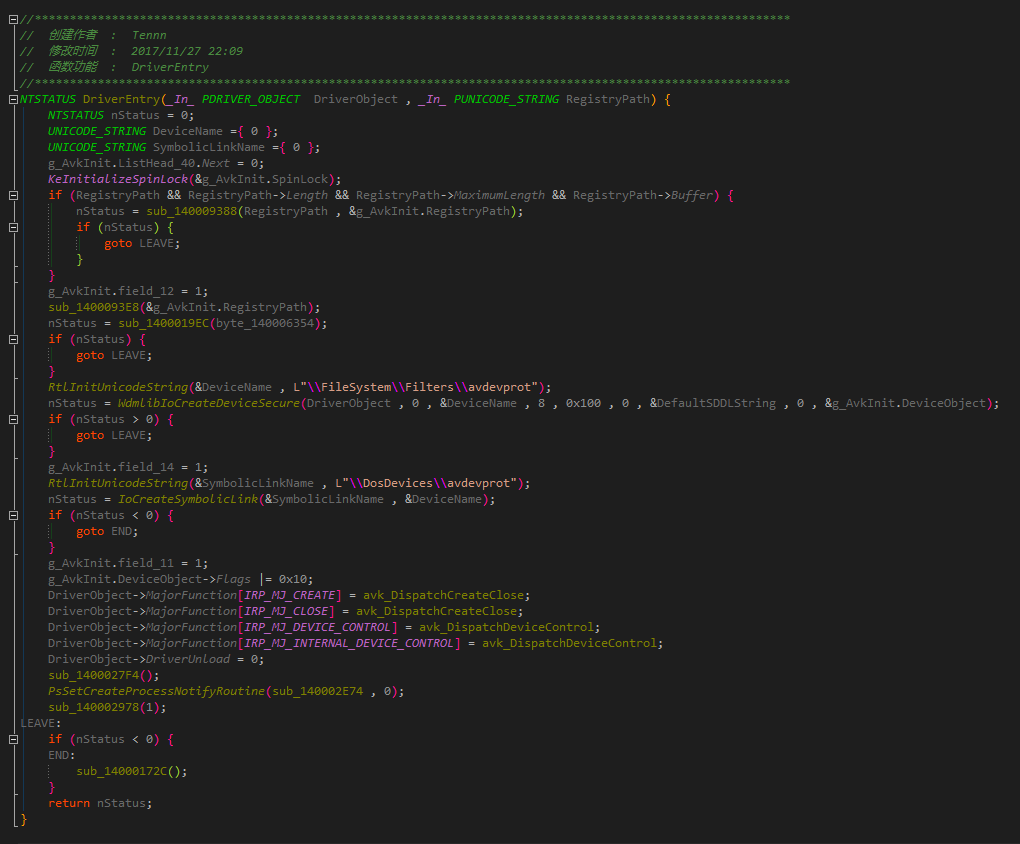 //************************************************************************************************************
//  创建作者  :  Tennn
//  修改时间  :  2017/11/27 22:09
//  函数功能  :  DriverEntry
//************************************************************************************************************
NTSTATUS DriverEntry(_In_ PDRIVER_OBJECT  DriverObject , _In_ PUNICODE_STRING RegistryPath) {
    NTSTATUS nStatus = 0;
    UNICODE_STRING DeviceName ={ 0 };
    UNICODE_STRING SymbolicLinkName ={ 0 };
    g_AvkInit.ListHead_40.Next = 0;
    KeInitializeSpinLock(&g_AvkInit.SpinLock);
    if (RegistryPath && RegistryPath->Length && RegistryPath->MaximumLength && RegistryPath->Buffer) {
        nStatus = sub_140009388(RegistryPath , &g_AvkInit.RegistryPath);
        if (nStatus) {
            goto LEAVE;
        }
    }
    g_AvkInit.field_12 = 1;
    sub_1400093E8(&g_AvkInit.RegistryPath);
    nStatus = sub_1400019EC(byte_140006354);
    if (nStatus) {
        goto LEAVE;
    }
    RtlInitUnicodeString(&DeviceName , L"\\FileSystem\\Filters\\avdevprot");
    nStatus = WdmlibIoCreateDeviceSecure(DriverObject , 0 , &DeviceName , 8 , 0x100 , 0 , &DefaultSDDLString , 0 , &g_AvkInit.DeviceObject);
    if (nStatus > 0) {
        goto LEAVE;
    }
    g_AvkInit.field_14 = 1;
    RtlInitUnicodeString(&SymbolicLinkName , L"\\DosDevices\\avdevprot");
    nStatus = IoCreateSymbolicLink(&SymbolicLinkName , &DeviceName);
    if (nStatus < 0) {
        goto END;
    }
    g_AvkInit.field_11 = 1;
    g_AvkInit.DeviceObject->Flags |= 0x10;
    DriverObject->MajorFunction[IRP_MJ_CREATE] = avk_DispatchCreateClose;
    DriverObject->MajorFunction[IRP_MJ_CLOSE] = avk_DispatchCreateClose;
    DriverObject->MajorFunction[IRP_MJ_DEVICE_CONTROL] = avk_DispatchDeviceControl;
    DriverObject->MajorFunction[IRP_MJ_INTERNAL_DEVICE_CONTROL] = avk_DispatchDeviceControl;
    DriverObject->DriverUnload = 0;
    sub_1400027F4();
    PsSetCreateProcessNotifyRoutine(sub_140002E74 , 0);
    sub_140002978(1);
LEAVE:
    if (nStatus < 0) {
    END:
        sub_14000172C();
    }
    return nStatus;
}